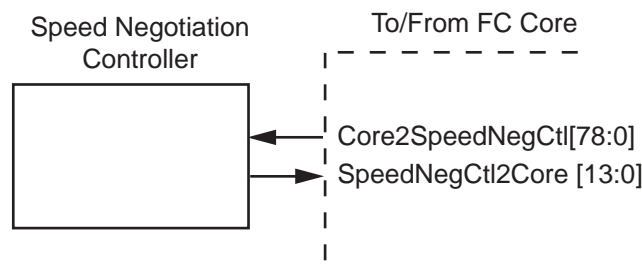 Speed Negotiation
Controller
To/From FC Core
Core2SpeedNegCtl[78:0]
SpeedNegCtl2Core [13:0]